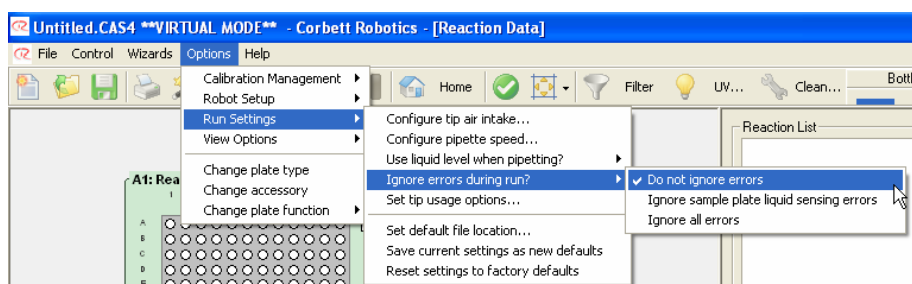 Untitled.CAS4 **VIRTUAL MODE** - Corbett Robotics - [Reaction Data]
File Control Wizards Options Help
Home Filter UV... Clean... Bottl
Calibration Management
Robot Setup
Run Settings
View Options
Change plate type
Change accessory
Change plate function
Configure tip air intake...
Configure pipette speed...
Use liquid level when pipetting?
Ignore errors during run?
Set tip usage options...
Set default file location...
Save current settings as new defaults
Reset settings to factory defaults
Do not ignore errors
Ignore sample plate liquid sensing errors
Ignore all errors
Reaction List
A1: Rea
1
A
B
C
D